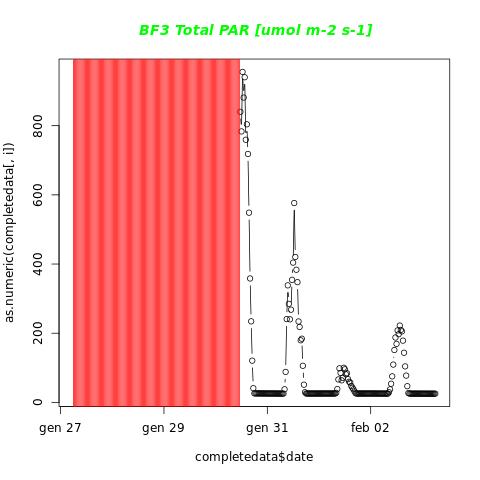 BF3 Total PAR [umol m-2 s-1]
as.numeric(completedata[, i])
800
600
400
200
0
gen 27 gen 29 gen 31 feb 02
completedata$date